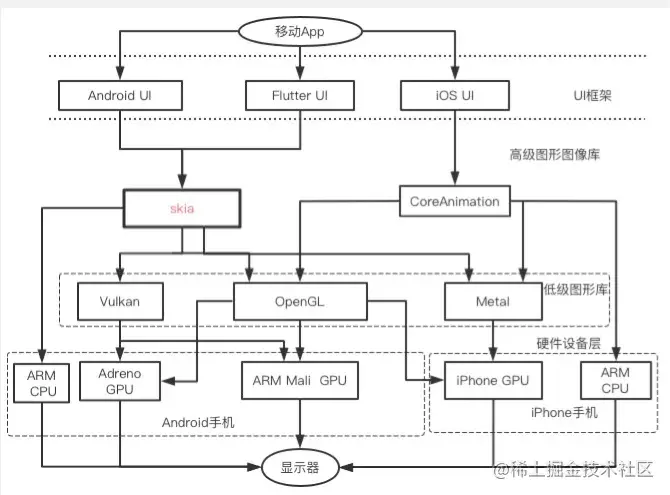 移动App
Android UI
Flutter UI
iOS UI
UI框架
高级图形图像库
skia
CoreAnimation
Vulkan
OpenGL
Metal
低级图形库
硬件设备层
ARM
CPU
Adreno
GPU
ARM Mali GPU
iPhone GPU
ARM
CPU
Android手机
iPhone手机
显示器
@稀土掘金技术社区